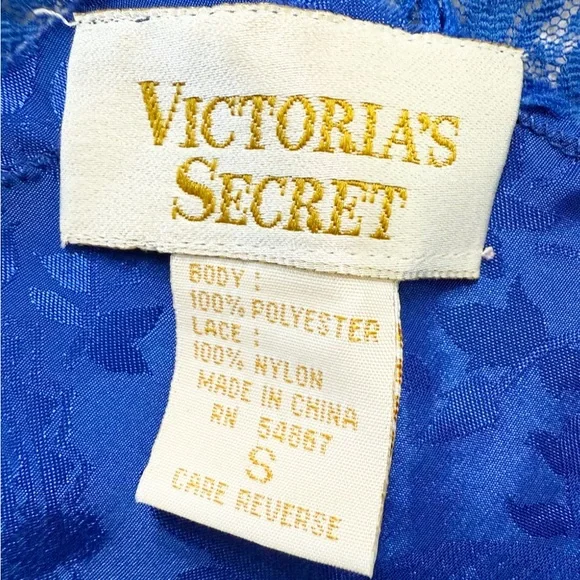 VICTORIA'S
SECRET
BODY :
100% POLYESTER
LACE :
100% NYLON
MADE IN CHINA
RN 54867
S
CARE REVERSE